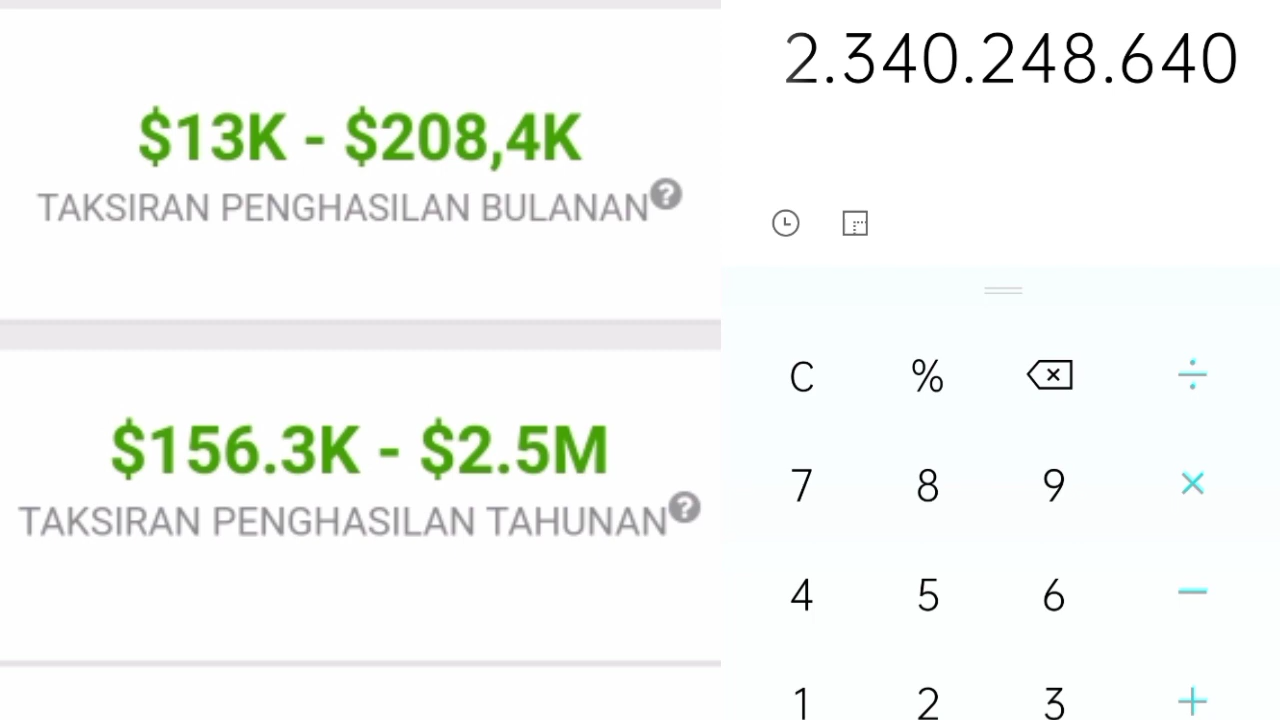 $13K - $208,4K
TAKSIRAN PENGHASILAN BULANAN?
$156.3K - $2.5M
TAKSIRAN PENGHASILAN TAHUNAN?
2.340.248.640
C % ÷
7 8 9 ×
4 5 6 −
1 2 3 +